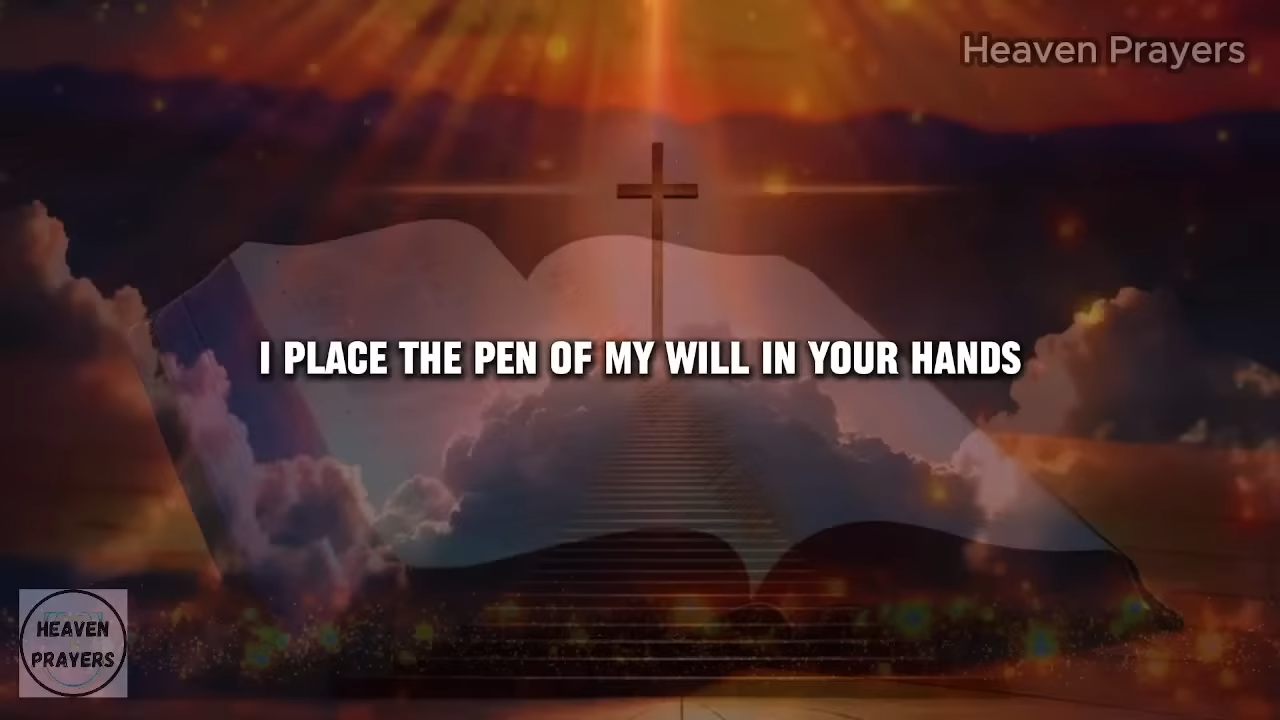 Heaven Prayers
I PLACE THE PEN OF MY WILL IN YOUR HANDS
HEAVEN
PRAYERS